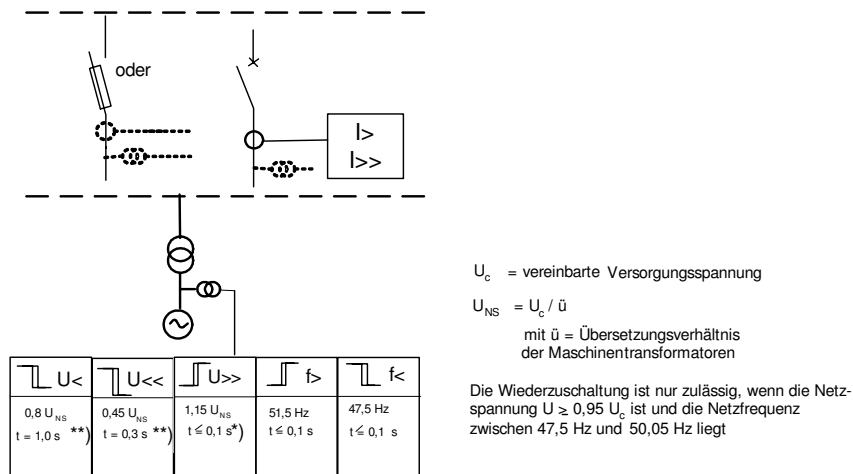 oder
I>
I>>
U<
U<<
U>>
f>
f<
0,8 U_NS
t = 1,0 s **)
0,45 U_NS
t = 0,3 s **)
1,15 U_NS
t ≦ 0,1 s*)
51,5 Hz
t ≦ 0,1 s
47,5 Hz
t ≦ 0,1 s
U_c = vereinbarte Versorgungsspannung
U_NS = U_c / ü
mit ü = Übersetzungsverhältnis
der Maschinentransformatoren
Die Wiederzuschaltung ist nur zulässig, wenn die Netz-
spannung U ≥ 0,95 U_c ist und die Netzfrequenz
zwischen 47,5 Hz und 50,05 Hz liegt